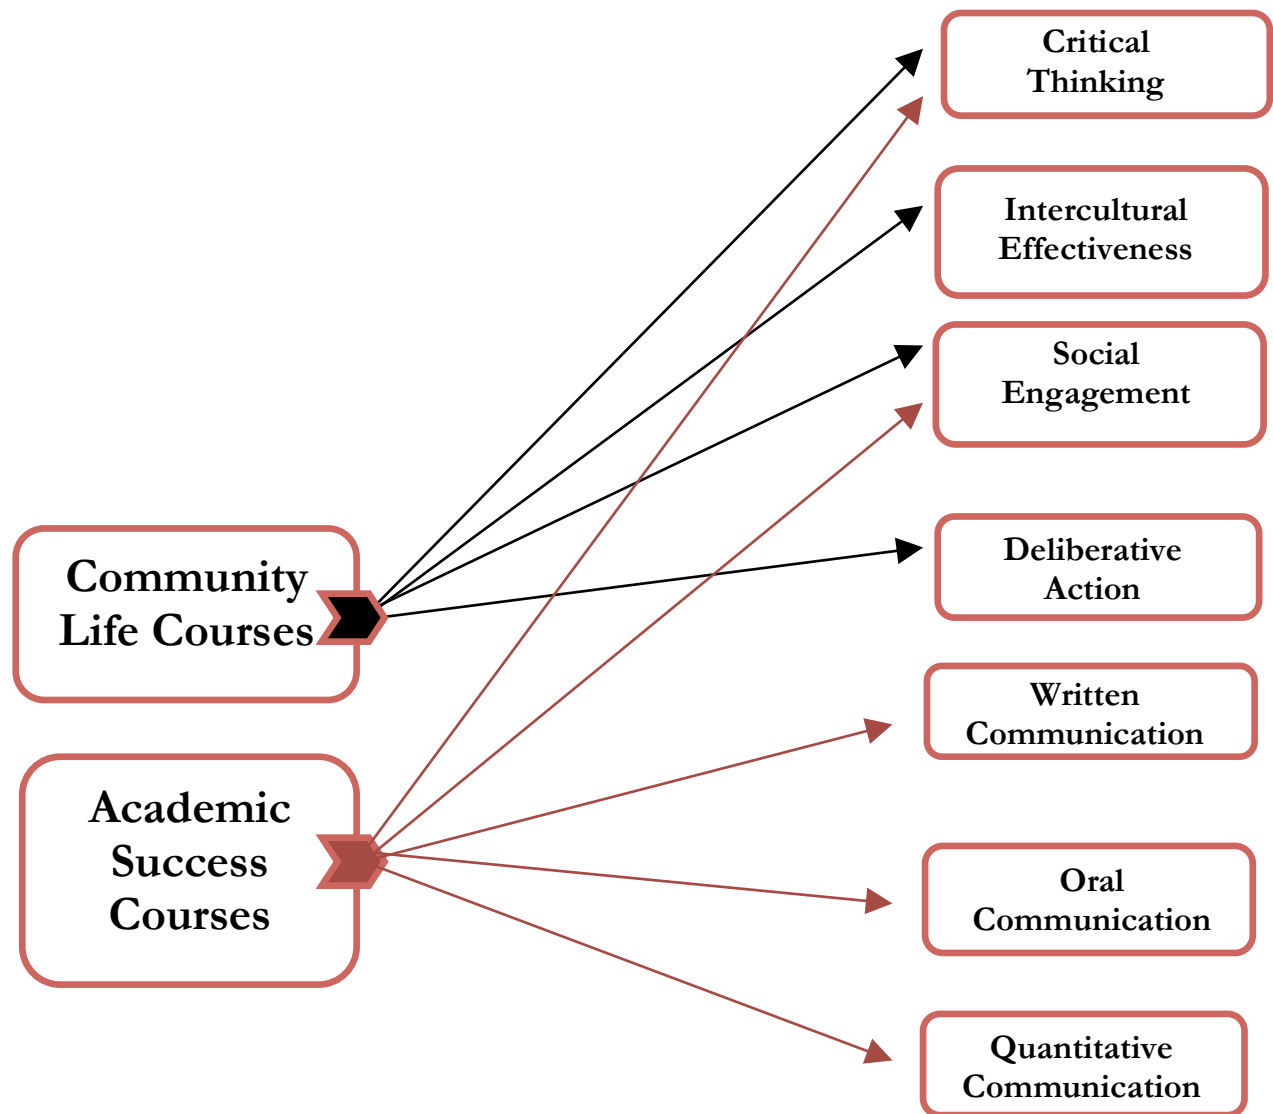 Critical
Thinking
Intercultural
Effectiveness
Social
Engagement
Deliberative
Action
Community
Life Courses
Written
Communication
Academic
Success
Courses
Oral
Communication
Quantitative
Communication